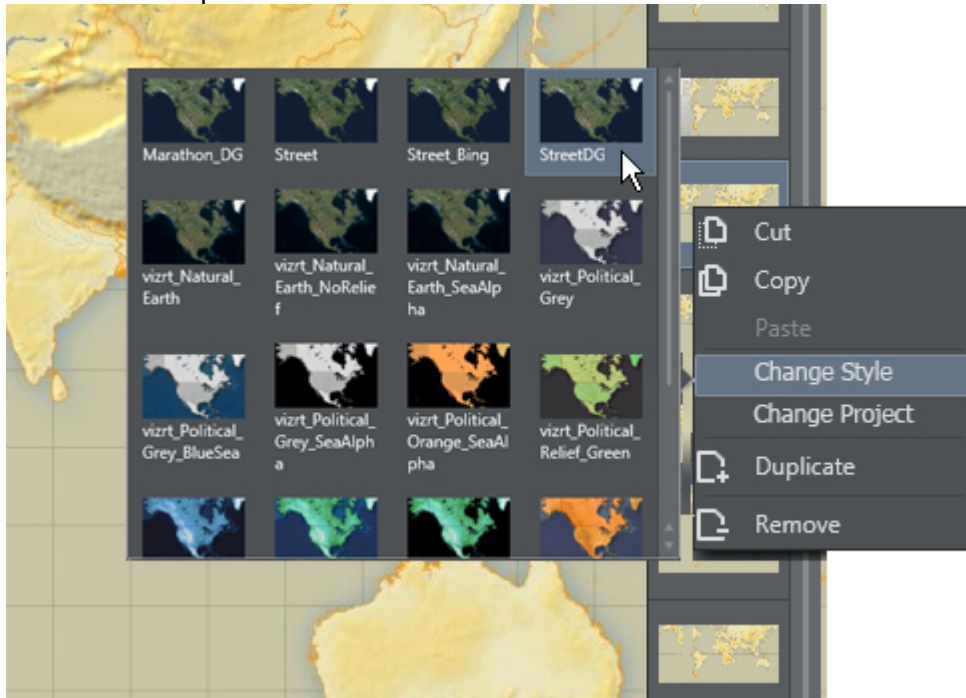 Marathon_DG
Street
Street_Bing
StreetDG
vizrt_Natural_
Earth
vizrt_Natural_
Earth_NoRelie
f
vizrt_Natural_
Earth_SeaAlp
ha
vizrt_Political_
Grey
vizrt_Political_
Grey_BlueSea
vizrt_Political_
Grey_SeaAlph
a
vizrt_Political_
Orange_SeaAl
pha
vizrt_Political_
Relief_Green
Cut
Copy
Paste
Change Style
Change Project
Duplicate
Remove